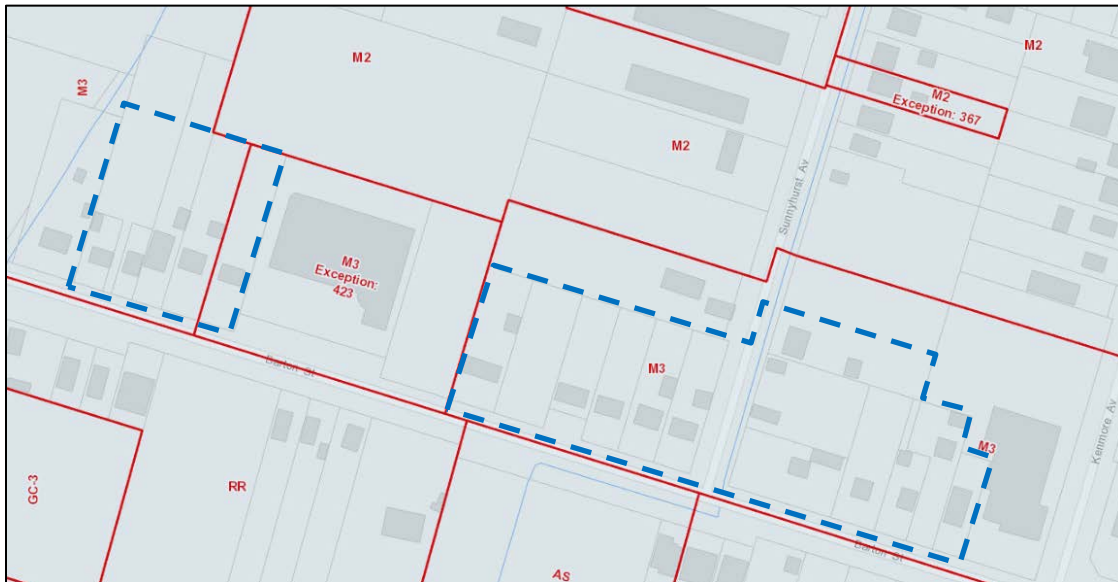 M2
M2
M3
M2
Exception: 367
M2
Sunnyhurst Av
M3
Exception:
423
Barton St
M3
M3
Kenmore Av
GC-3
RR
Barton St
AS